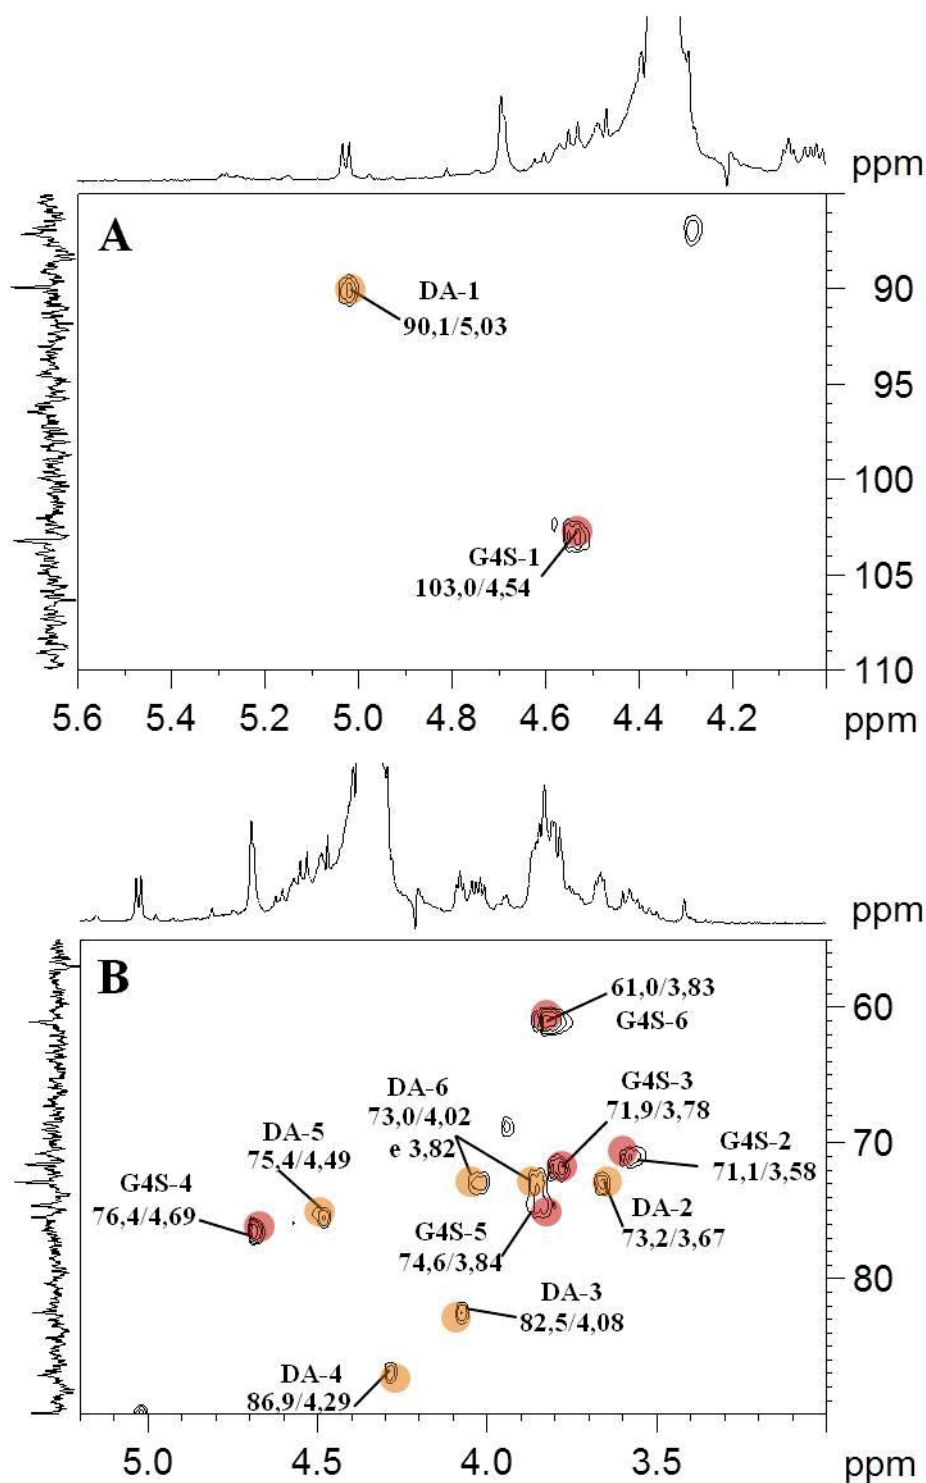 ppm
A
90
DA-1
90,1/5,03
95
100
G4S-1
103,0/4,54
105
110
5.6 5.4 5.2 5.0 4.8 4.6 4.4 4.2 ppm
ppm
B
61,0/3,83
60
G4S-6
DA-6
G4S-3
73,0/4,02
71,9/3,78
DA-5
e 3,82
G4S-2
70
75,4/4,49
71,1/3,58
G4S-4
76,4/4,69
DA-2
G4S-5
73,2/3,67
74,6/3,84
80
DA-3
82,5/4,08
DA-4
86,9/4,29
5.0 4.5 4.0 3.5 ppm